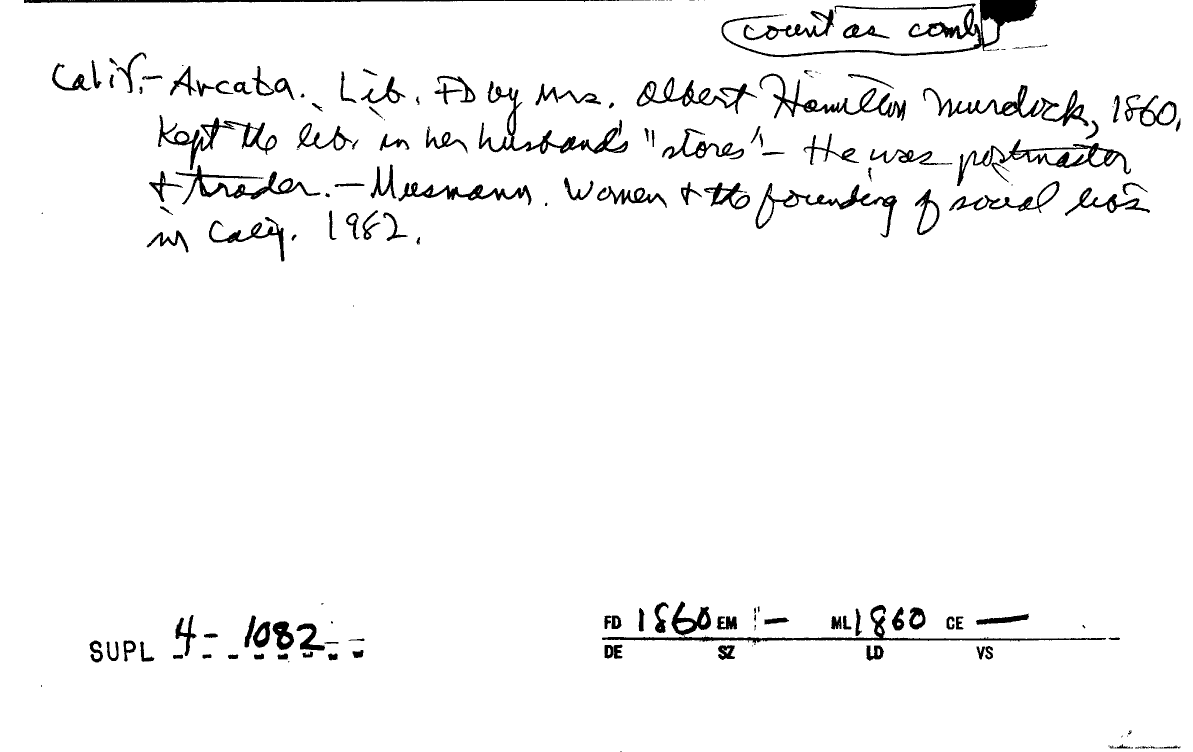 count as comb
Calif.- Arcata. Lib. FD by Mrs. Albert Hamilton Murdock, 1860.
Kept the lib. in her husband's "stores" - He was postmaster
& trader. - Musmann. Women & the founding of social libs
in Calif. 1982.
SUPL 4- 1082
FD 1860 EM - ML 1860 CE —
DE SZ LD VS